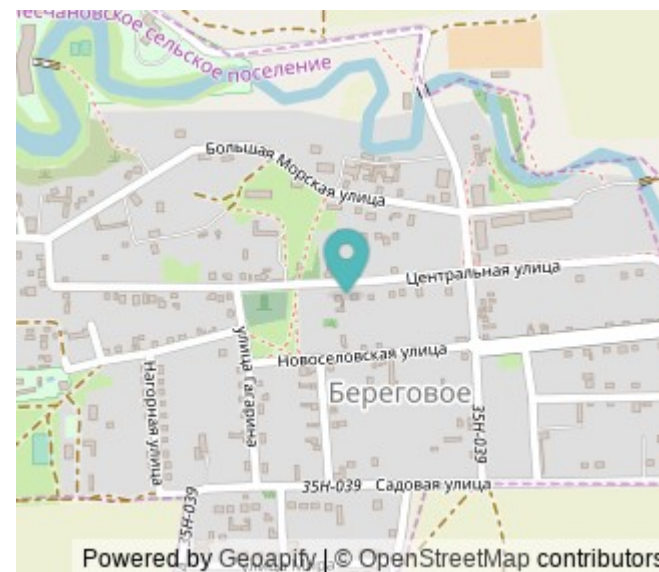 Песчановское сельское поселение
Большая Морская улица
Центральная улица
Новоселовская улица
улица Гагарина
Береговое
Нагорная улица
35Н-039
35Н-039 Садовая улица
35Н-039
Powered by Geoapify | © OpenStreetMap contributors